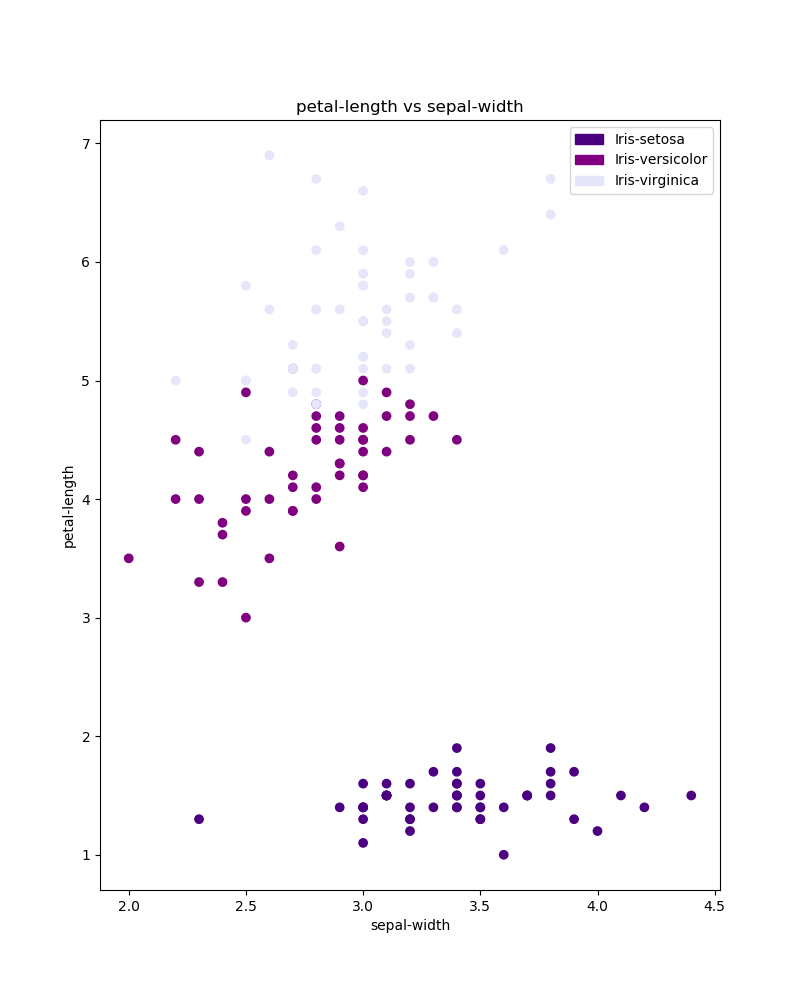 petal-length vs sepal-width
Iris-setosa
Iris-versicolor
Iris-virginica
7
6
5
4
3
2
1
petal-length
2.0 2.5 3.0 3.5 4.0 4.5
sepal-width